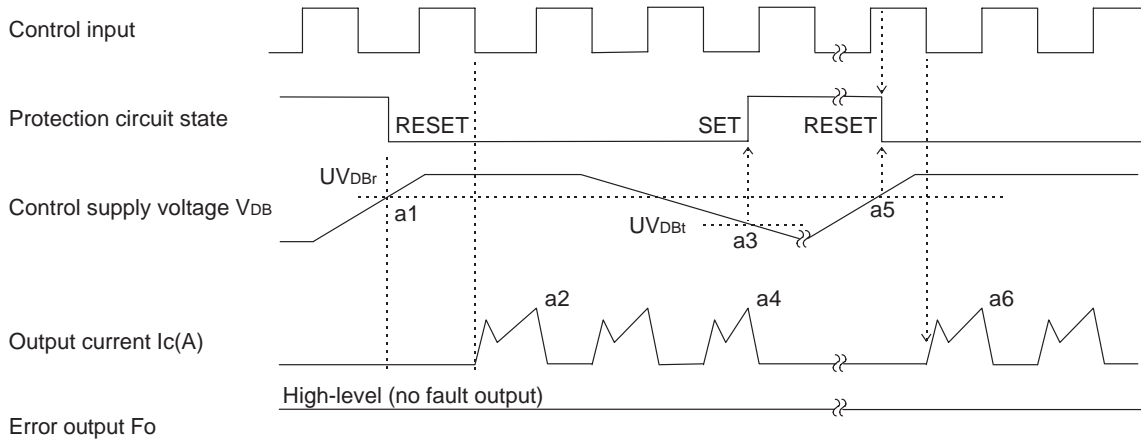 Control input
Protection circuit state
RESET
SET
RESET
UVDBr
Control supply voltage VDB
a1
a5
UVDBt
a3
a2
a4
a6
Output current Ic(A)
High-level (no fault output)
Error output Fo